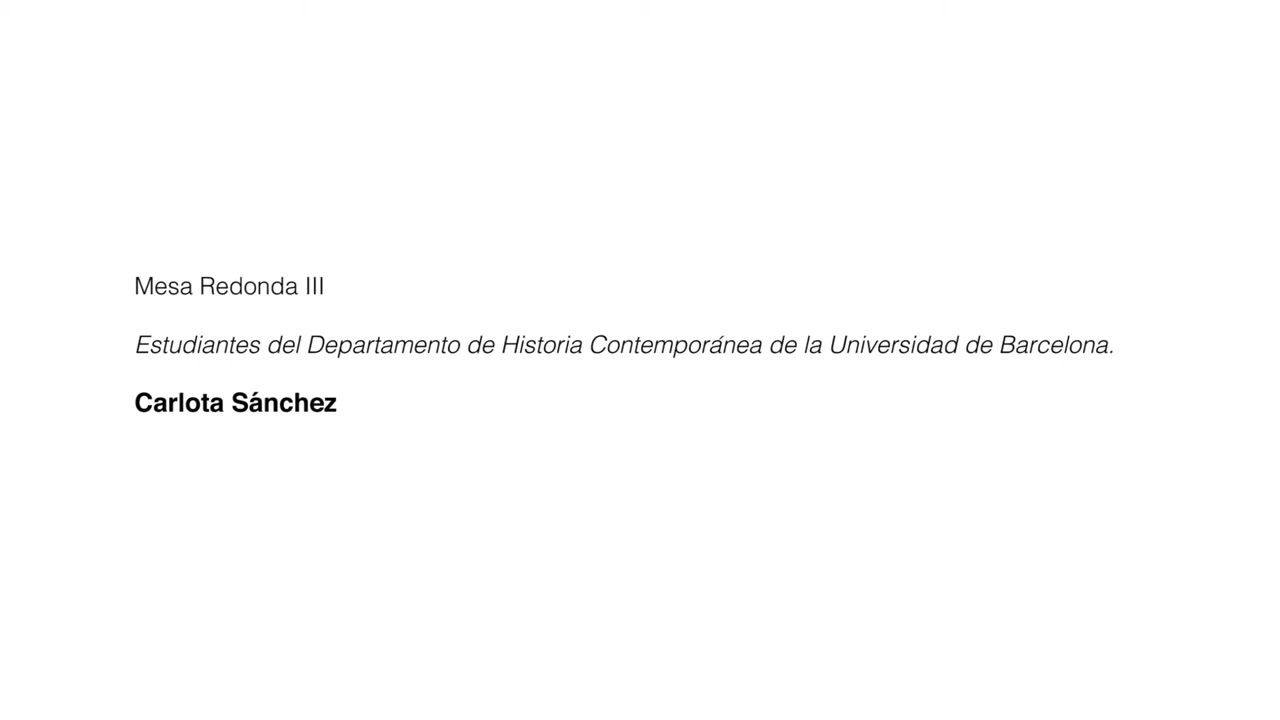 Mesa Redonda III
Estudiantes del Departamento de Historia Contemporánea de la Universidad de Barcelona.
Carlota Sánchez